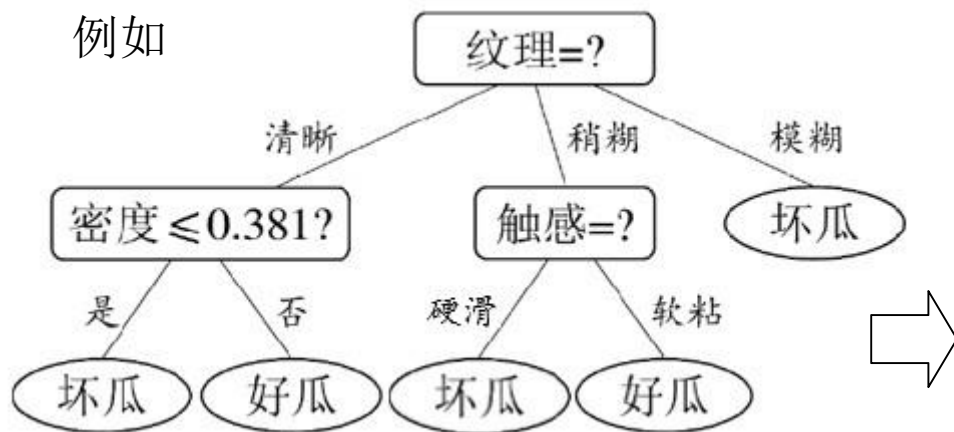 例如
纹理=?
清晰
稍糊
模糊
密度≤0.381?
触感=?
坏瓜
是
否
硬滑
软粘
坏瓜
好瓜
坏瓜
好瓜